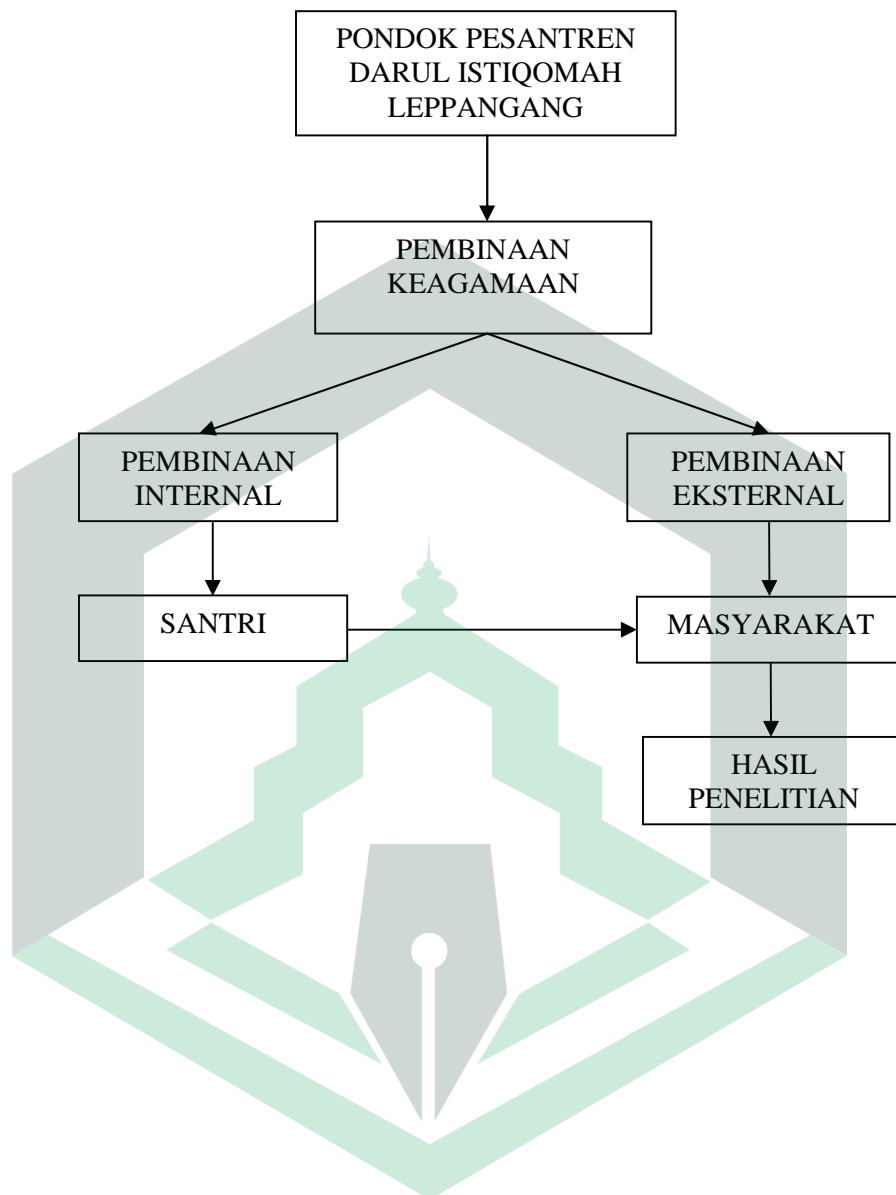 PONDOK PESANTREN
DARUL ISTIQOMAH
LEPPANGANG
PEMBINAAN
KEAGAMAAN
PEMBINAAN
INTERNAL
PEMBINAAN
EKSTERNAL
SANTRI
MASYARAKAT
HASIL
PENELITIAN